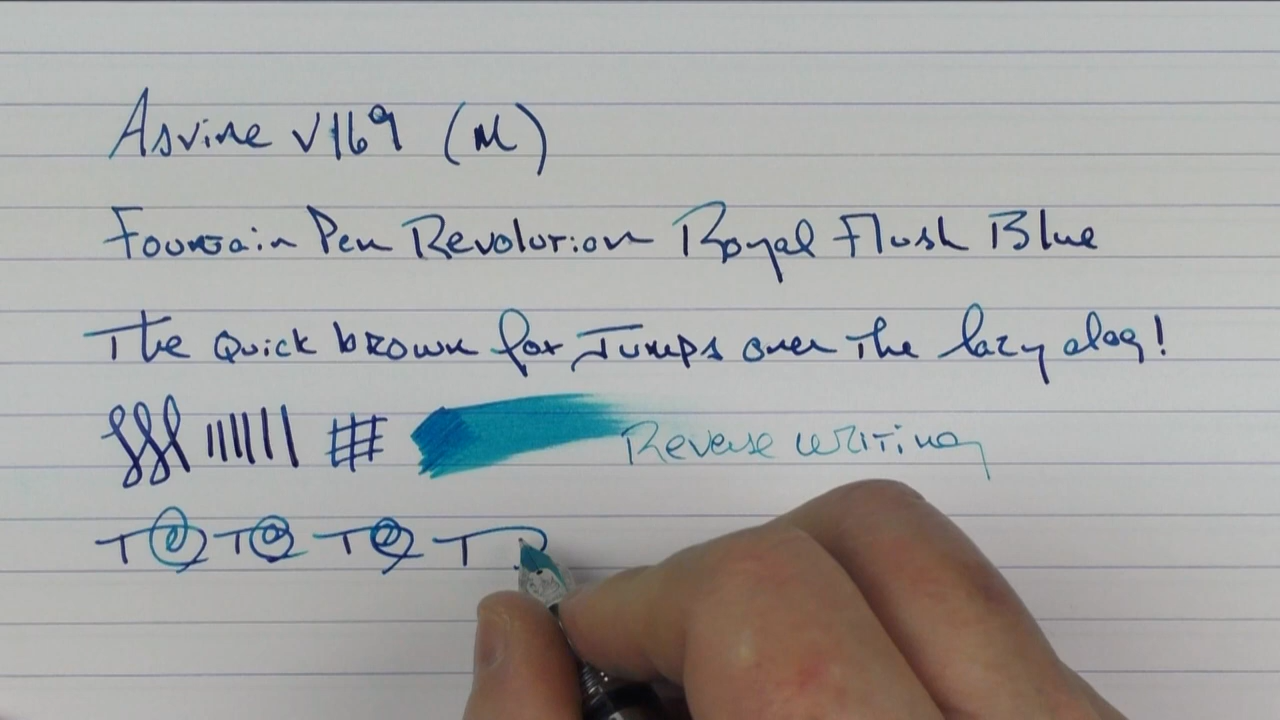 Asvine V169 (M)
Fountain Pen Revolution Royal Flush Blue
The Quick brown fox Jumps over The lazy dog!
Reverse Writing